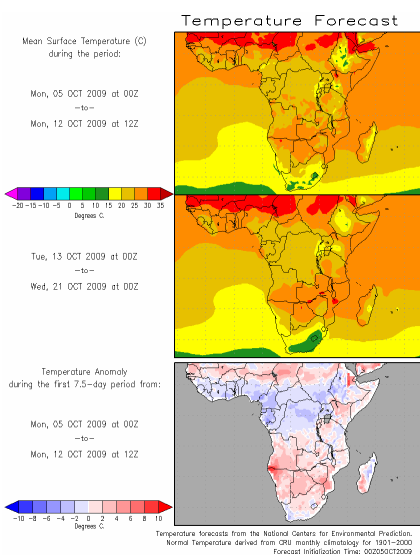 Temperature Forecast
Mean Surface Temperature (C)
during the period:
Mon, 05 OCT 2009 at 00Z
-to-
Mon, 12 OCT 2009 at 12Z
-20 -15 -10 -5 0 5 10 15 20 25 30 35
Degrees C.
Tue, 13 OCT 2009 at 00Z
-to-
Wed, 21 OCT 2009 at 00Z
Temperature Anomaly
during the first 7.5-day period from:
Mon, 05 OCT 2009 at 00Z
-to-
Mon, 12 OCT 2009 at 12Z
-10 -8 -6 -4 -2 0 2 4 6 8 10
Degrees C.
Temperature forecasts from the National Centers for Environmental Prediction.
Normal Temperature derived from CRU monthly climatology for 1901-2000
Forecast Initialization Time: 00Z05OCT2009